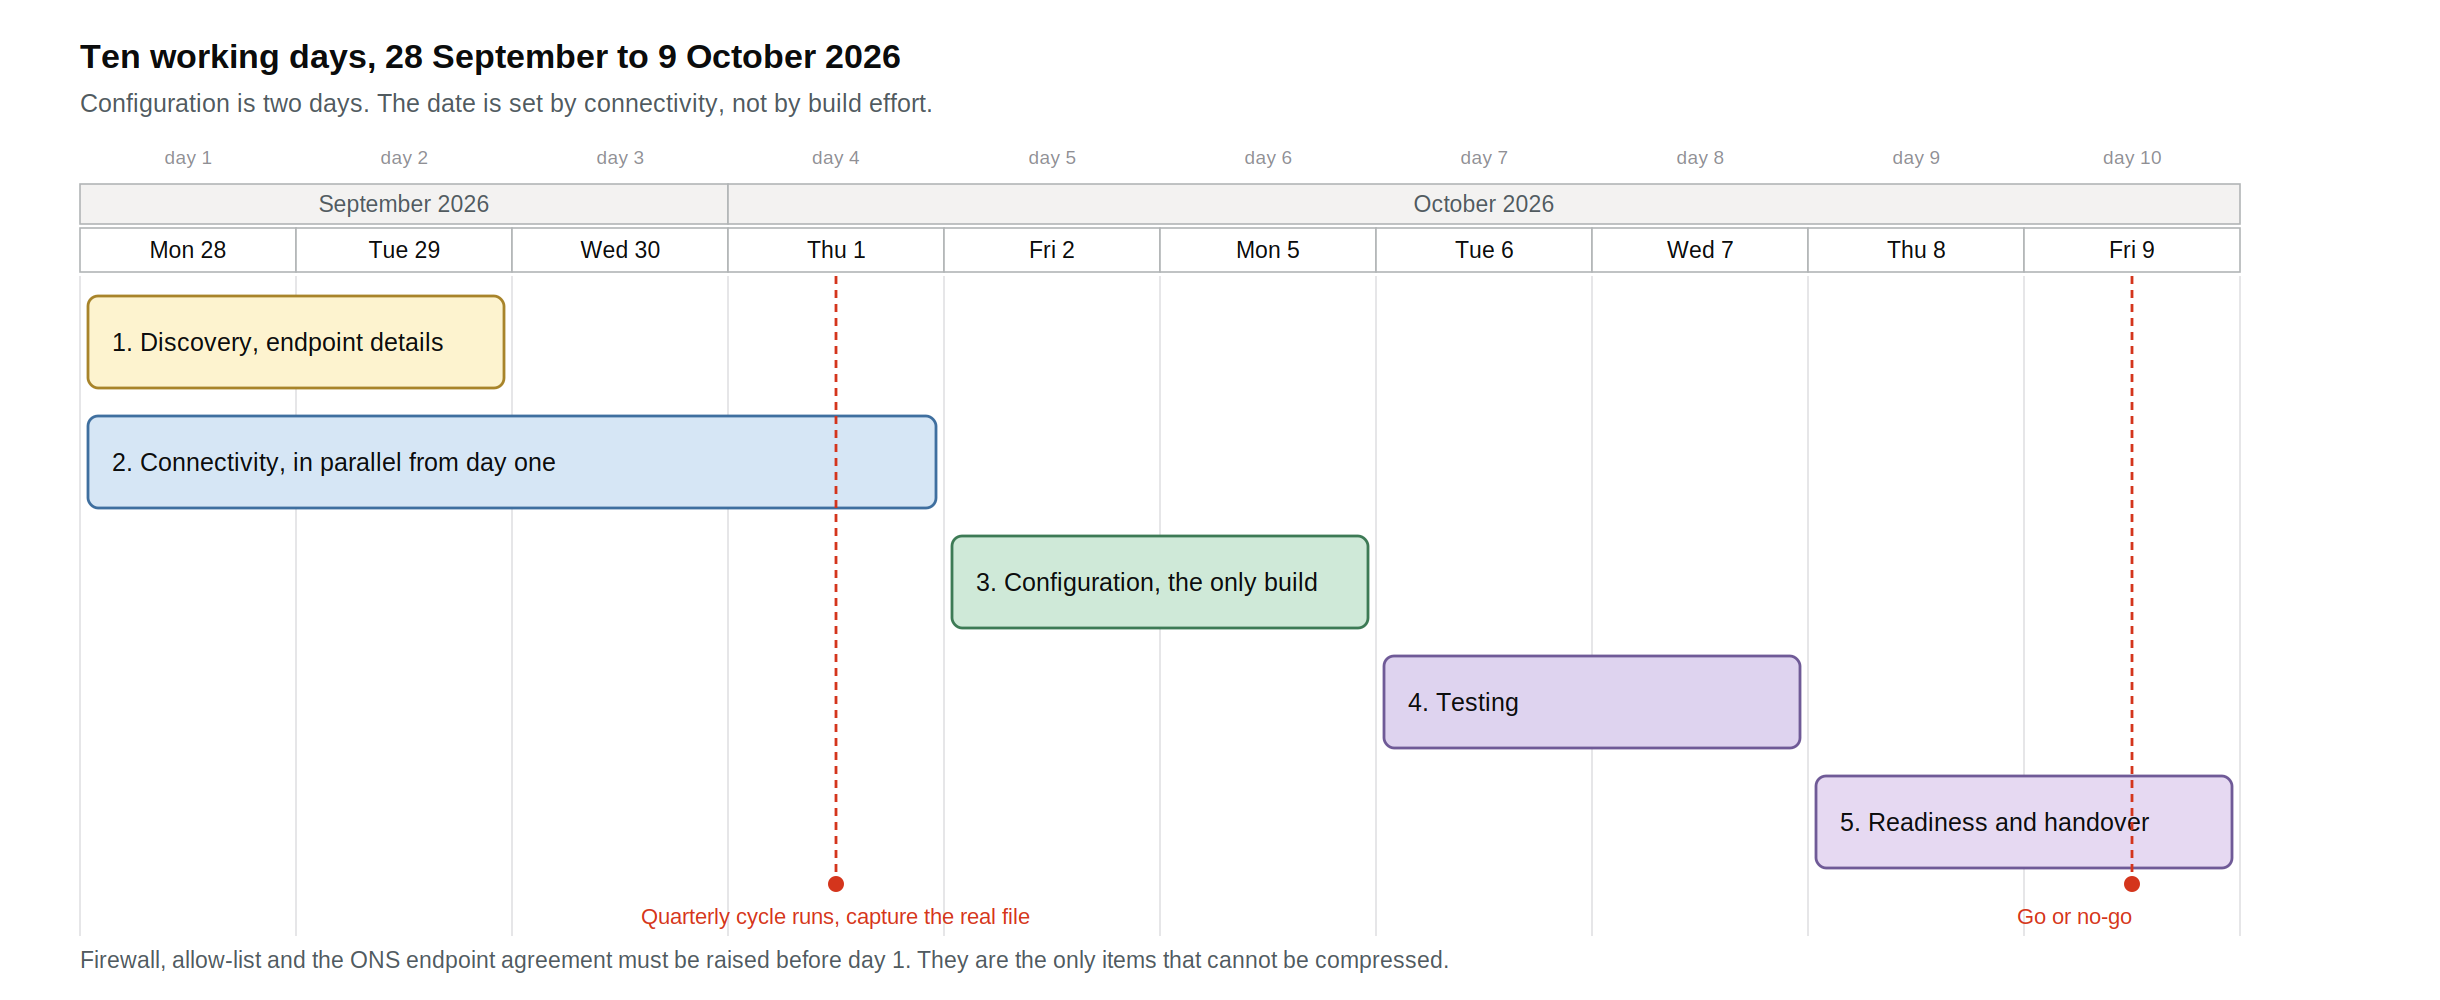 Ten working days, 28 September to 9 October 2026
Configuration is two days. The date is set by connectivity, not by build effort.
day 1 day 2 day 3 day 4 day 5 day 6 day 7 day 8 day 9 day 10
September 2026 October 2026
Mon 28 Tue 29 Wed 30 Thu 1 Fri 2 Mon 5 Tue 6 Wed 7 Thu 8 Fri 9
1. Discovery, endpoint details
2. Connectivity, in parallel from day one
3. Configuration, the only build
4. Testing
5. Readiness and handover
Quarterly cycle runs, capture the real file Go or no-go
Firewall, allow-list and the ONS endpoint agreement must be raised before day 1. They are the only items that cannot be compressed.